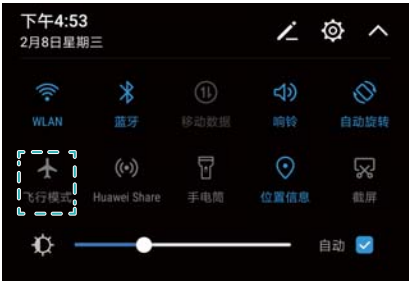 下午4:53
2月8日星期三
WLAN
蓝牙
移动数据
响铃
自动旋转
飞行模式
Huawei Share
手电筒
位置信息
截屏
自动